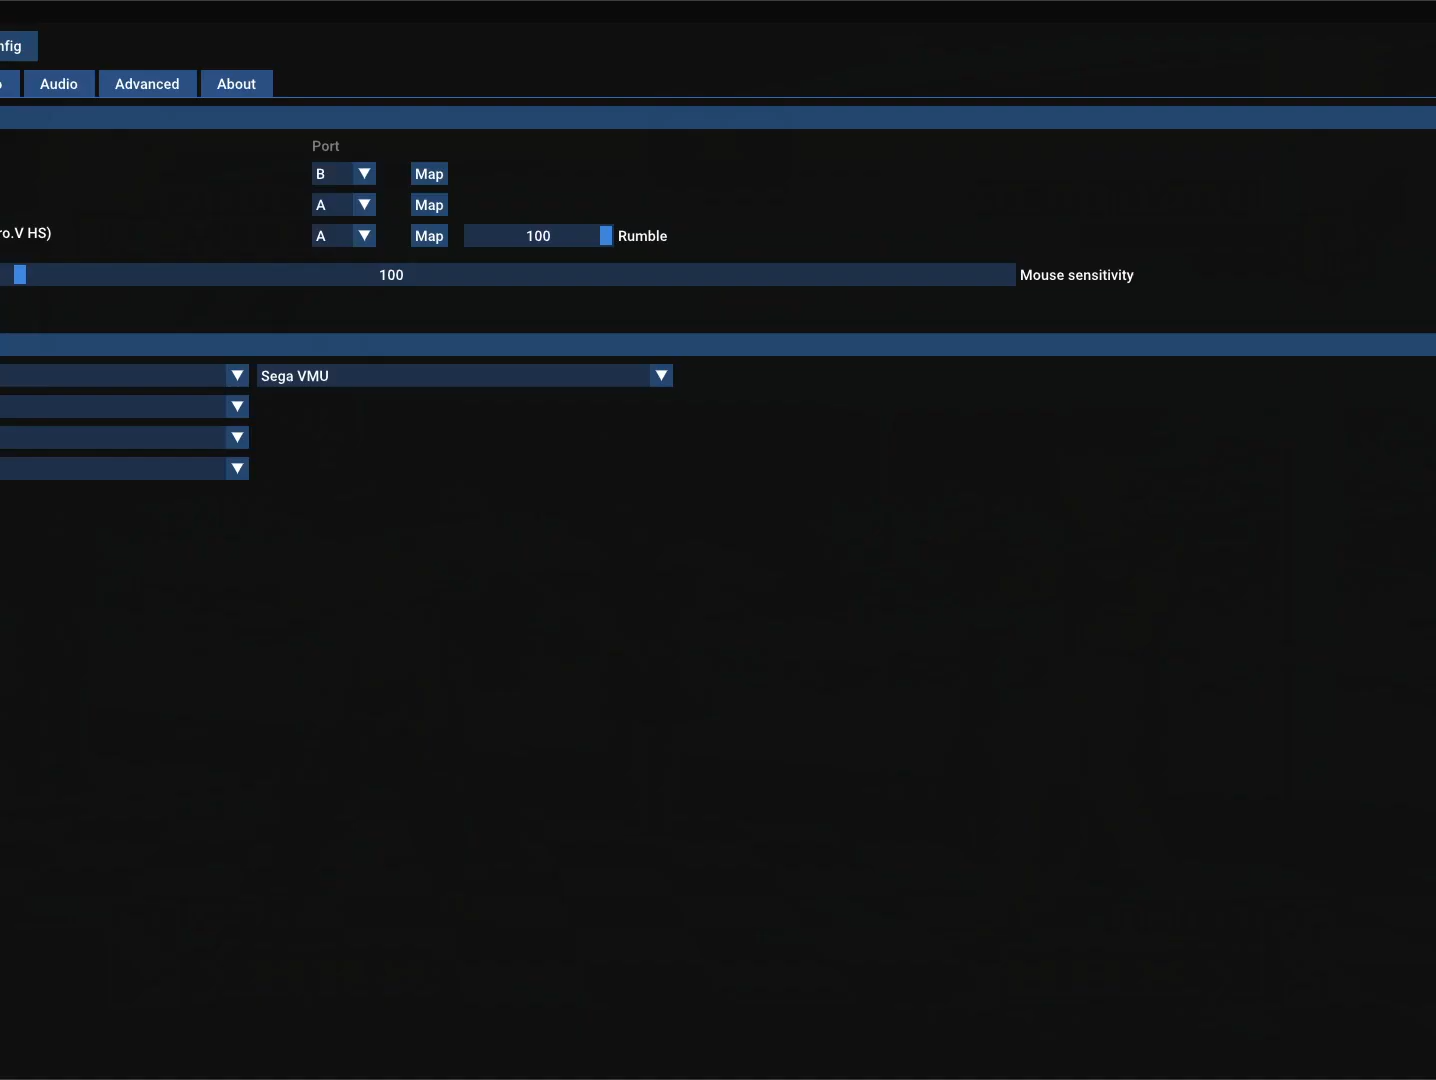 nfig
Audio Advanced About
Port
B Map
A Map
ro.V HS) A Map 100 Rumble
100 Mouse sensitivity
Sega VMU